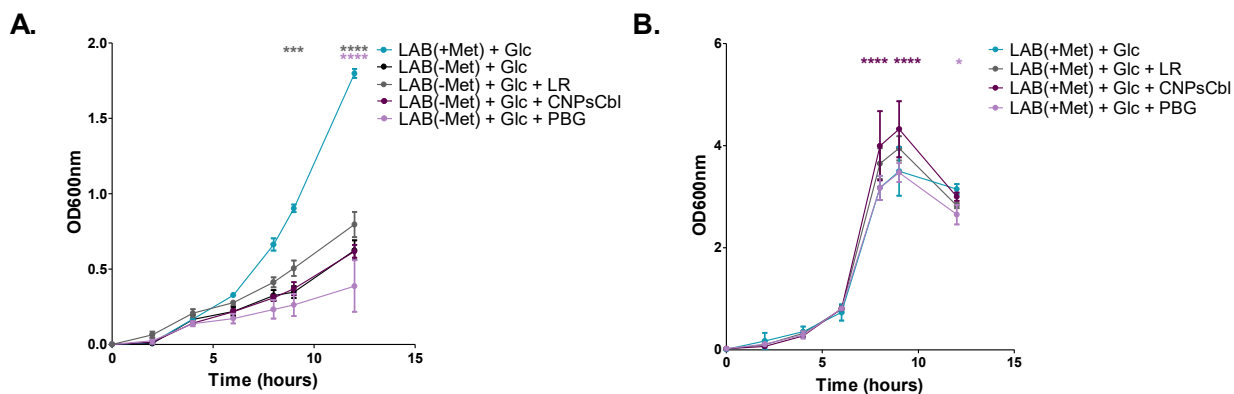 A.
2.0
1.5
1.0
0.5
0.0
0
5
10
15
OD600nm
Time (hours)
***
****
****
LAB(+Met) + Glc
LAB(-Met) + Glc
LAB(-Met) + Glc + LR
LAB(-Met) + Glc + CNPsCbl
LAB(-Met) + Glc + PBG
B.
6
4
2
0
0
5
10
15
OD600nm
Time (hours)
**** ****
*
LAB(+Met) + Glc
LAB(+Met) + Glc + LR
LAB(+Met) + Glc + CNPsCbl
LAB(+Met) + Glc + PBG